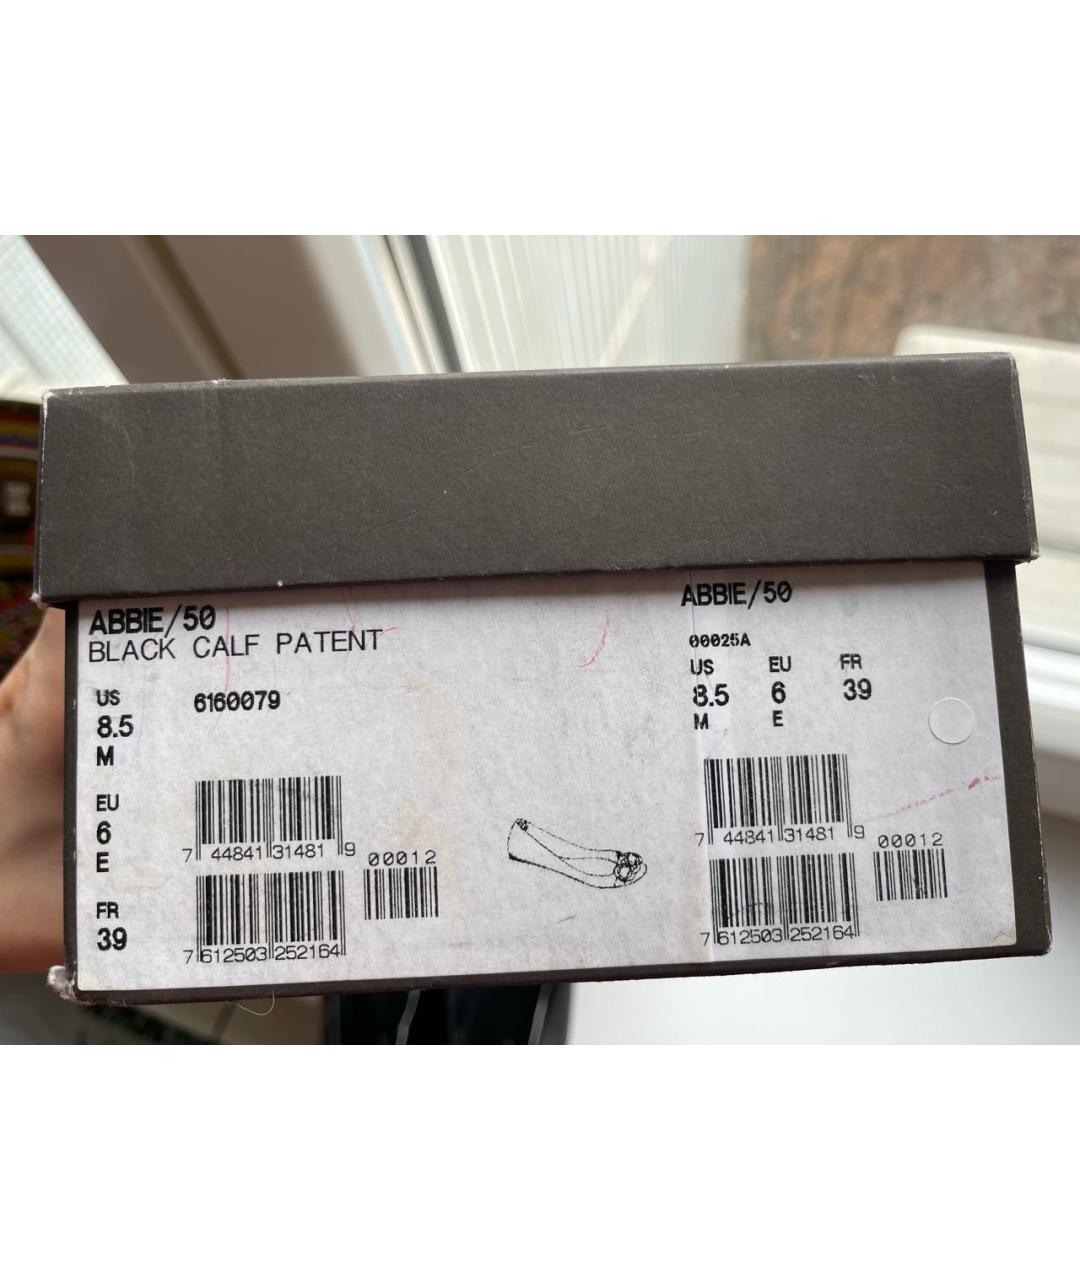 ABBIE/50
BLACK CALF PATENT
US
8.5
M
6160079
EU
6
E
FR
39
7 44841 31481 9
00012
7 612503 252164
ABBIE/50
00025A
US EU FR
8.5 6 39
M E
7 44841 31481 9
00012
7 612503 252164